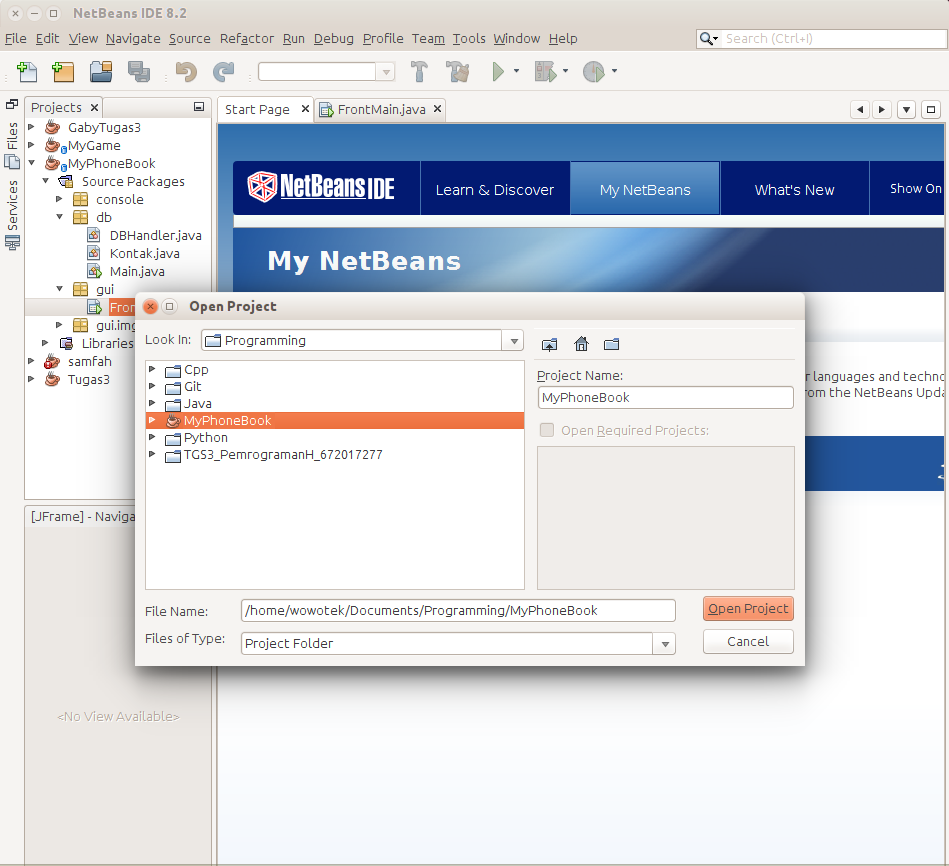 NetBeans IDE 8.2
File Edit View Navigate Source Refactor Run Debug Profile Team Tools Window Help
Search (Ctrl+I)
Files
Services
Projects
GabyTugas3
MyGame
MyPhoneBook
Source Packages
console
db
DBHandler.java
Kontak.java
Main.java
gui
Fron
gui.img
Libraries
samfah
Tugas3
[JFrame] - Naviga
<No View Available>
Start Page FrontMain.java
NetBeans IDE Learn & Discover My NetBeans What's New Show On
My NetBeans
r languages and techno
om the NetBeans Upda
Open Project
Look In: Programming
Cpp
Git
Java
MyPhoneBook
Python
TGS3_PemrogramanH_672017277
Project Name:
MyPhoneBook
Open Required Projects:
File Name: /home/wowotek/Documents/Programming/MyPhoneBook
Open Project
Files of Type: Project Folder
Cancel